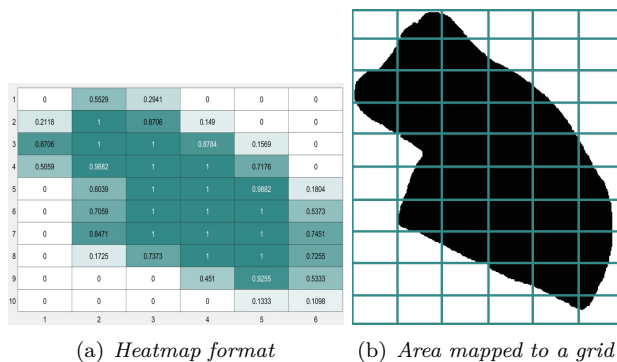 1 0 0.5529 0.2941 0 0 0
2 0.2118 1 0.8706 0.149 0 0
3 0.8706 1 1 0.8784 0.1569 0
4 0.5059 0.9882 1 1 0.7176 0
5 0 0.6039 1 1 0.9882 0.1804
6 0 0.7059 1 1 1 0.5373
7 0 0.8471 1 1 1 0.7451
8 0 0.1725 0.7373 1 1 0.7255
9 0 0 0 0.451 0.9255 0.5333
10 0 0 0 0 0.1333 0.1098
1 2 3 4 5 6
(a) Heatmap format
(b) Area mapped to a grid